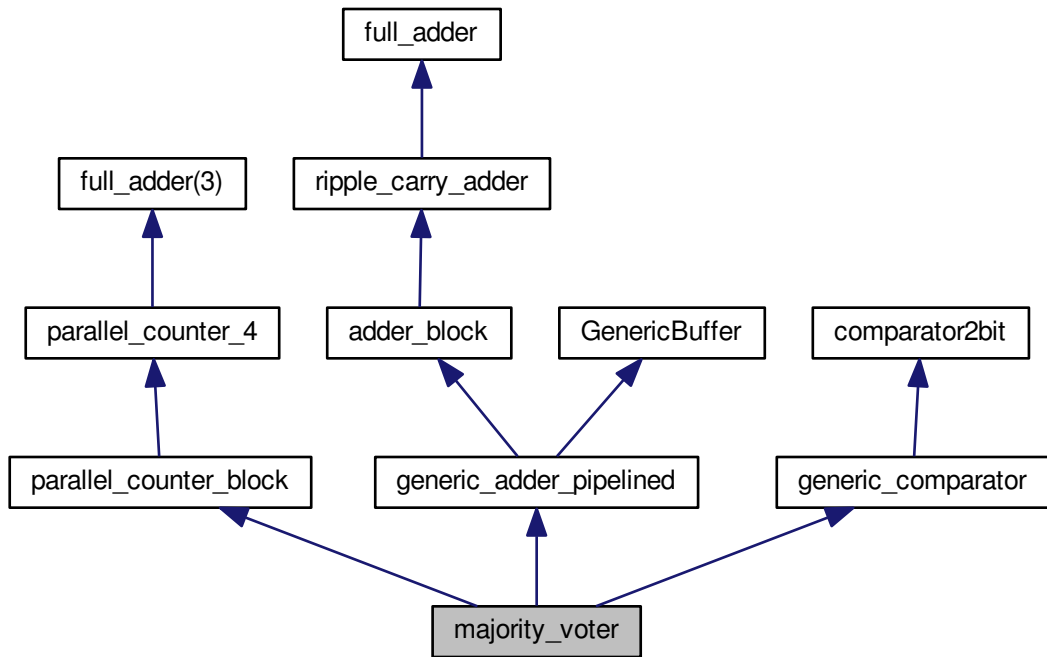 full_adder
full_adder(3)
ripple_carry_adder
parallel_counter_4
adder_block
GenericBuffer
comparator2bit
parallel_counter_block
generic_adder_pipelined
generic_comparator
majority_voter